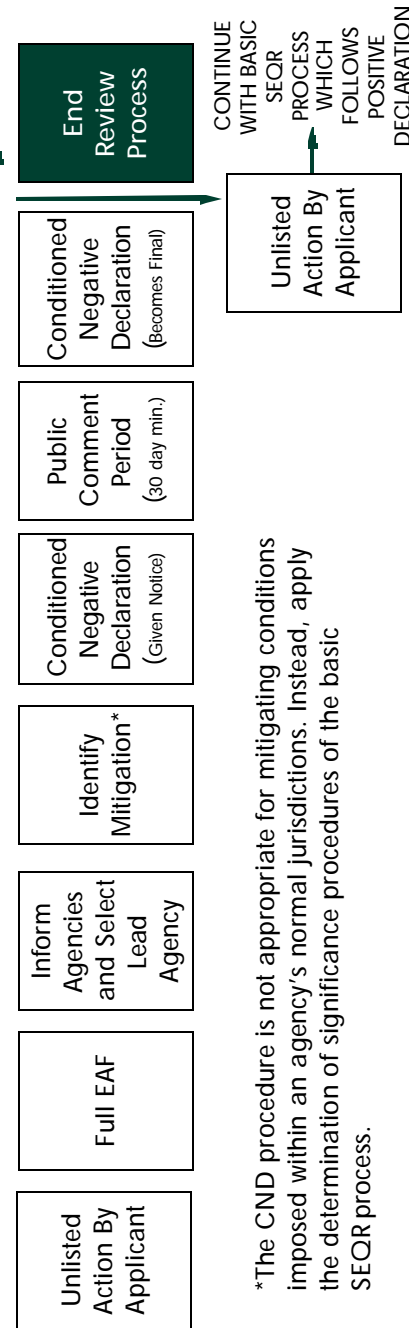 Unlisted
Action By
Applicant
Full EAF
Inform
Agencies
and Select
Lead
Agency
Identify
Mitigation*
Conditioned
Negative
Declaration
(Given Notice)
Public
Comment
Period
(30 day min.)
Conditioned
Negative
Declaration
(Becomes Final)
End
Review
Process
Unlisted
Action By
Applicant
CONTINUE
WITH BASIC
SEQR
PROCESS
WHICH
FOLLOWS
POSITIVE
DECLARATION
*The CND procedure is not appropriate for mitigating conditions
imposed within an agency's normal jurisdictions. Instead, apply
the determination of significance procedures of the basic
SEQR process.